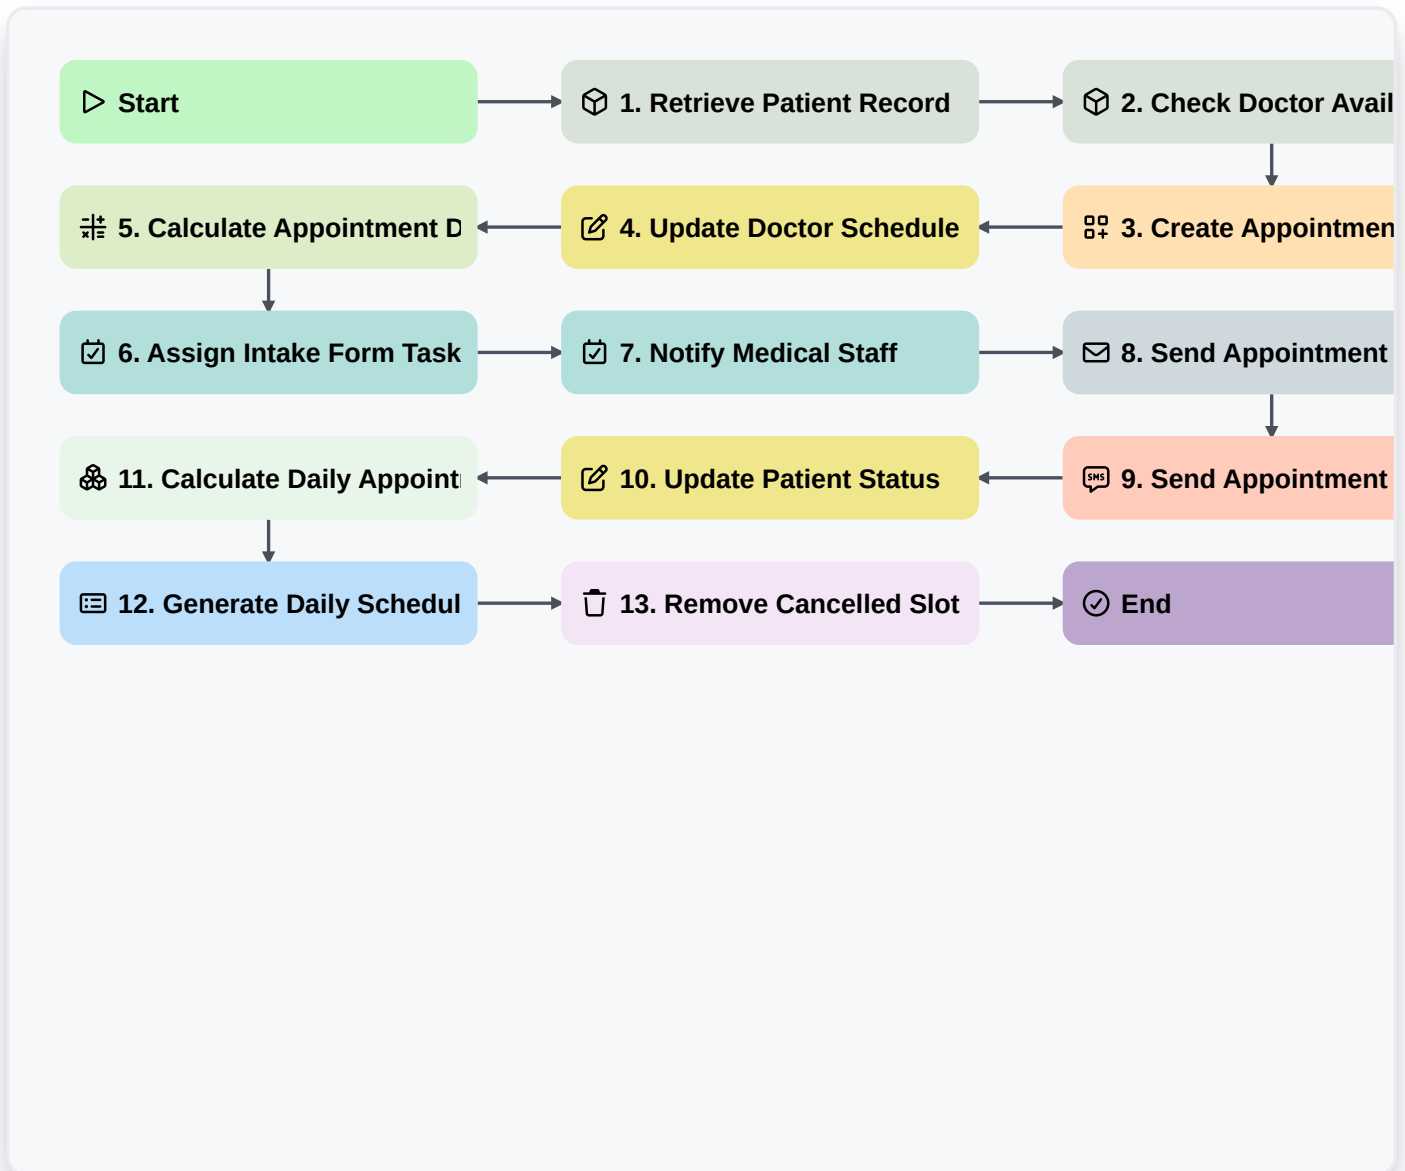 Start
1. Retrieve Patient Record
2. Check Doctor Avail
5. Calculate Appointment D
4. Update Doctor Schedule
3. Create Appointmen
6. Assign Intake Form Task
7. Notify Medical Staff
8. Send Appointment
11. Calculate Daily Appoint
10. Update Patient Status
SMS
9. Send Appointment
12. Generate Daily Schedul
13. Remove Cancelled Slot
End